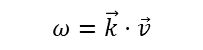 ω = k⃗ · v⃗